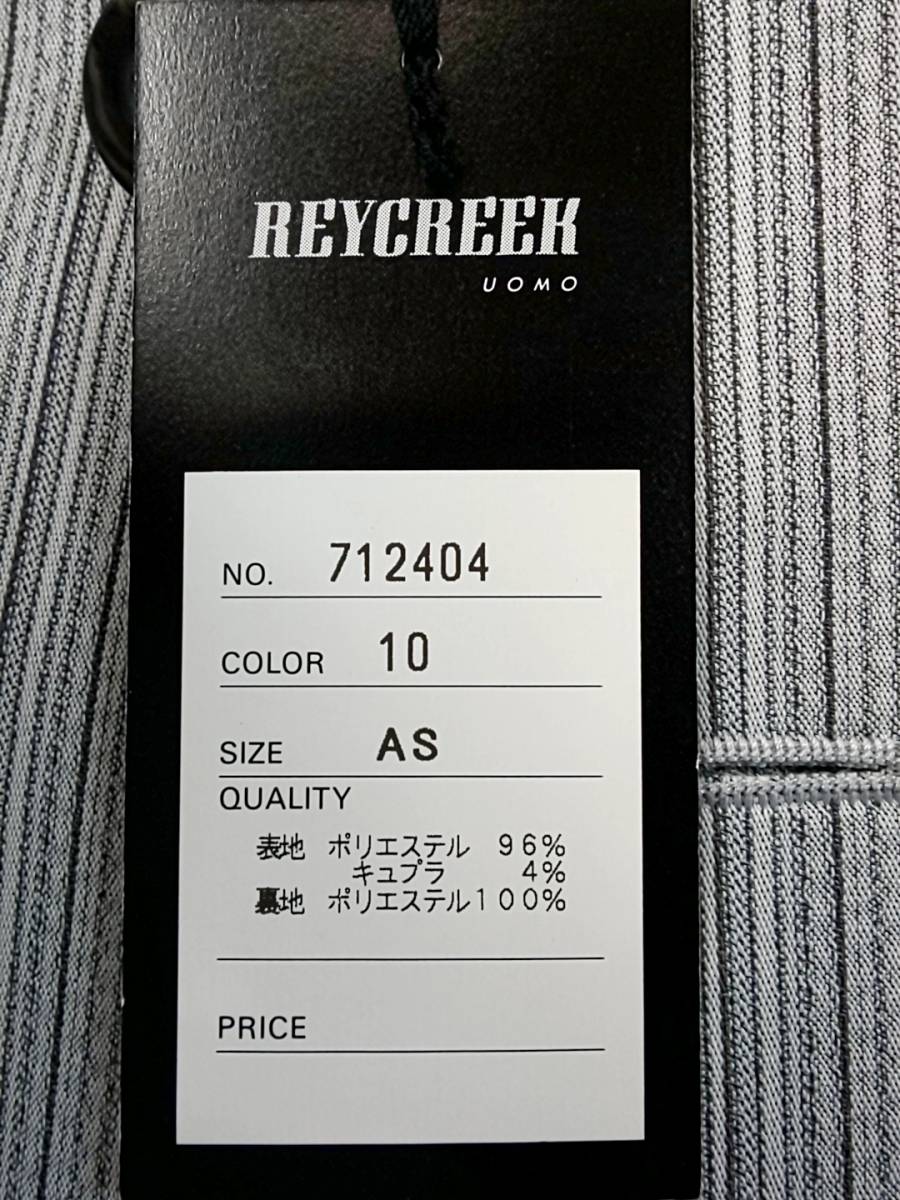 REYCREEK
UOMO
NO. 712404
COLOR 10
SIZE AS
QUALITY
表地 ポリエステル 96%
キュプラ 4%
裏地 ポリエステル100%
PRICE